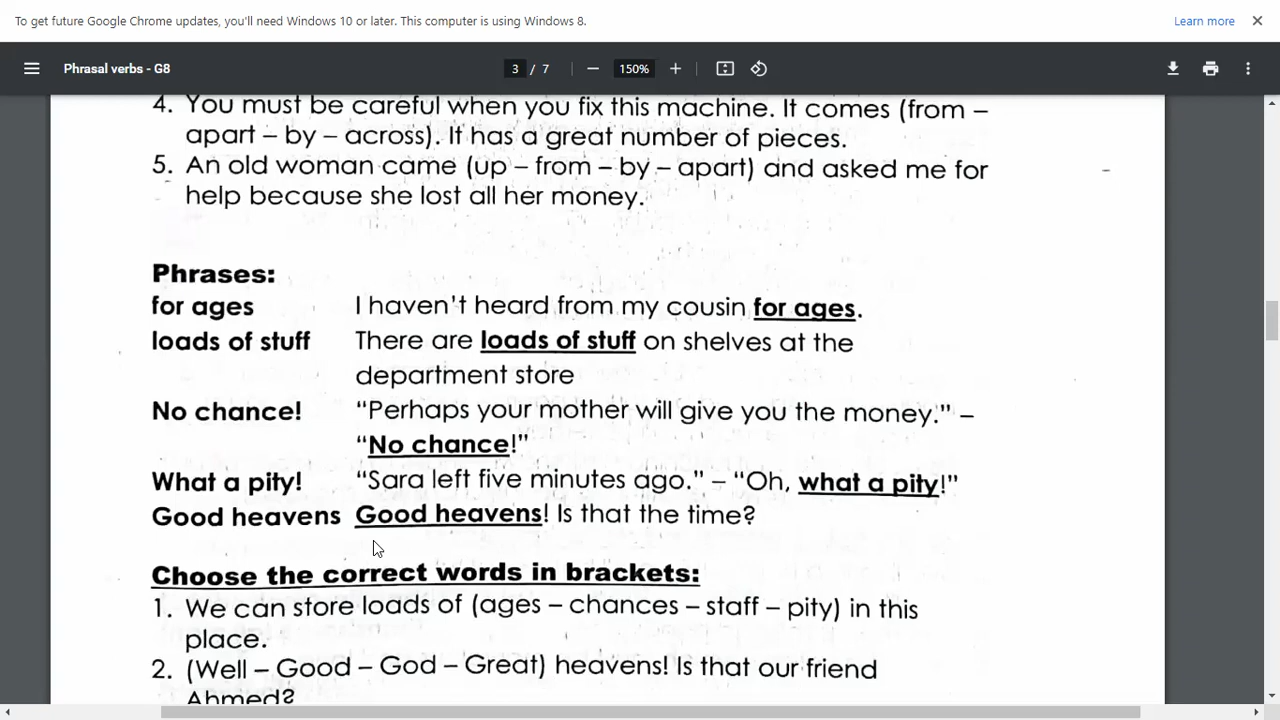 To get future Google Chrome updates, you'll need Windows 10 or later. This computer is using Windows 8.
Learn more
Phrasal verbs - G8
3 / 7
150%
4. You must be careful when you fix this machine. It comes (from –
apart – by – across). It has a great number of pieces.
5. An old woman came (up – from – by – apart) and asked me for
help because she lost all her money.
Phrases:
for ages I haven't heard from my cousin for ages.
loads of stuff There are loads of stuff on shelves at the
department store
No chance! “Perhaps your mother will give you the money.” –
“No chance!”
What a pity! “Sara left five minutes ago.” – “Oh, what a pity!”
Good heavens Good heavens! Is that the time?
Choose the correct words in brackets:
1. We can store loads of (ages – chances – staff – pity) in this
place.
2. (Well – Good – God – Great) heavens! Is that our friend
Ahmed?